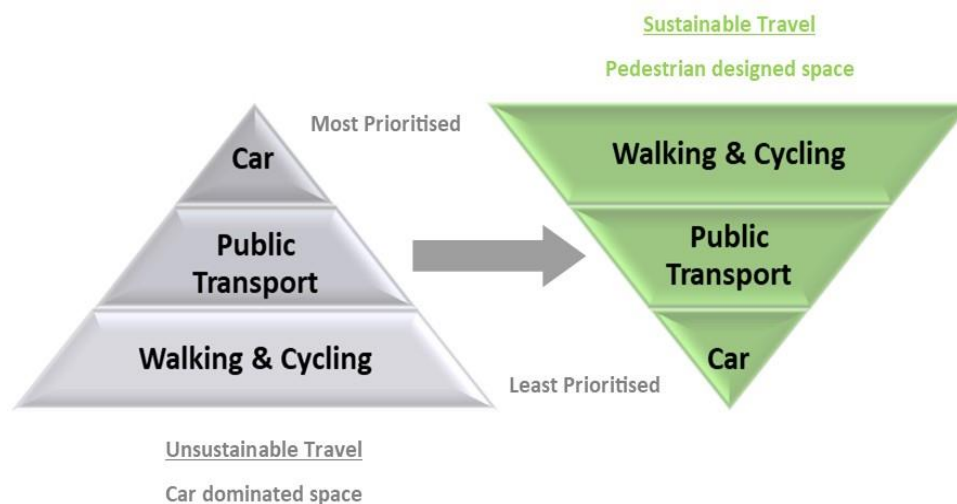 Sustainable Travel
Pedestrian designed space
Most Prioritised
Car
Public
Transport
Walking & Cycling
Walking & Cycling
Public
Transport
Car
Least Prioritised
Unsustainable Travel
Car dominated space